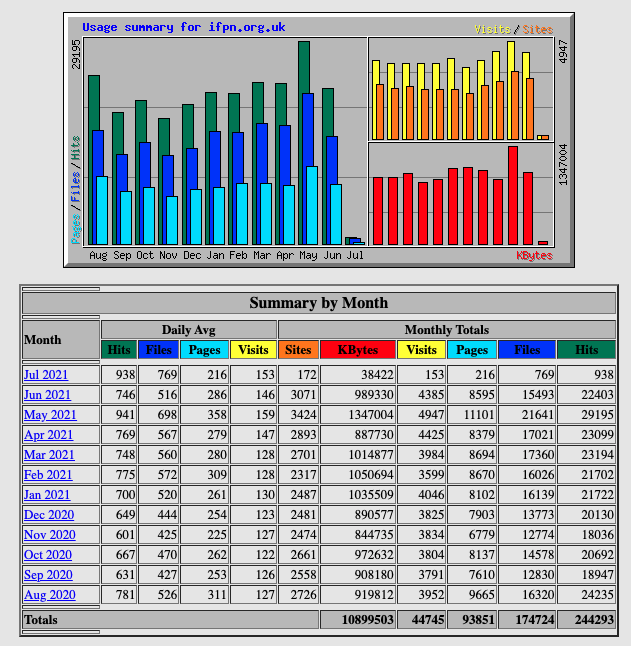 Usage summary for ifpn.org.uk
Visits / Sites
29195
4947
Pages / Files / Hits
1347004
Aug Sep Oct Nov Dec Jan Feb Mar Apr May Jun Jul
KBytes
Summary by Month
Month Daily Avg Monthly Totals
Hits Files Pages Visits Sites KBytes Visits Pages Files Hits
Jul 2021 938 769 216 153 172 38422 153 216 769 938
Jun 2021 746 516 286 146 3071 989330 4385 8595 15493 22403
May 2021 941 698 358 159 3424 1347004 4947 11101 21641 29195
Apr 2021 769 567 279 147 2893 887730 4425 8379 17021 23099
Mar 2021 748 560 280 128 2701 1014877 3984 8694 17360 23194
Feb 2021 775 572 309 128 2317 1050694 3599 8670 16026 21702
Jan 2021 700 520 261 130 2487 1035509 4046 8102 16139 21722
Dec 2020 649 444 254 123 2481 890577 3825 7903 13773 20130
Nov 2020 601 425 225 127 2474 844735 3834 6779 12774 18036
Oct 2020 667 470 262 122 2661 972632 3804 8137 14578 20692
Sep 2020 631 427 253 126 2558 908180 3791 7610 12830 18947
Aug 2020 781 526 311 127 2726 919812 3952 9665 16320 24235
Totals 10899503 44745 93851 174724 244293